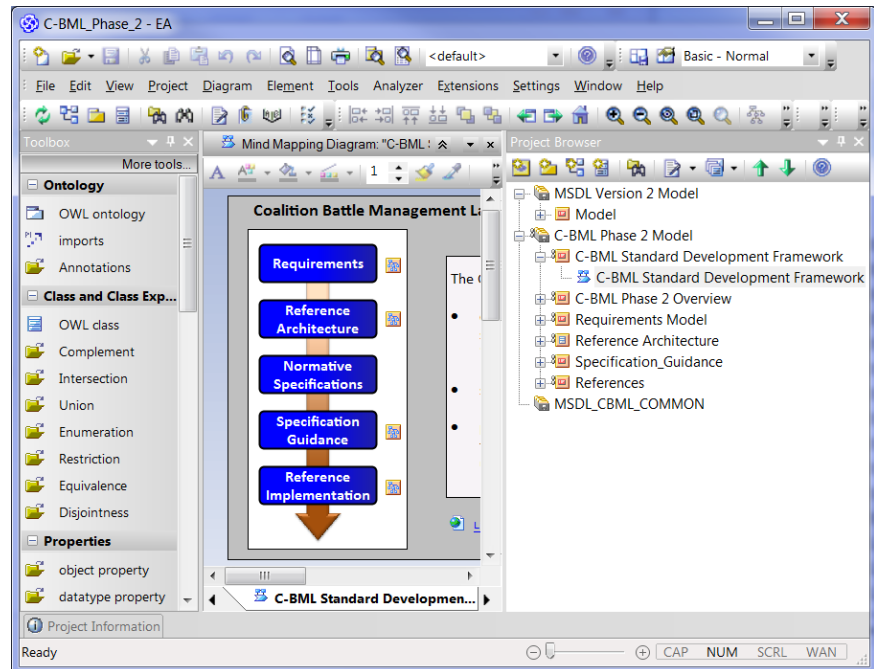 C-BML_Phase_2 - EA
<default>
Basic - Normal
File Edit View Project Diagram Element Tools Analyzer Extensions Settings Window Help
Toolbox
More tools...
Ontology
OWL ontology
imports
Annotations
Class and Class Exp...
OWL class
Complement
Intersection
Union
Enumeration
Restriction
Equivalence
Disjointness
Properties
object property
datatype property
Mind Mapping Diagram: "C-BML
1
Coalition Battle Management La
Requirements
Reference
Architecture
Normative
Specifications
Specification
Guidance
Reference
Implementation
The
C-BML Standard Developmen...
Project Browser
MSDL Version 2 Model
Model
C-BML Phase 2 Model
C-BML Standard Development Framework
C-BML Standard Development Framework
C-BML Phase 2 Overview
Requirements Model
Reference Architecture
Specification_Guidance
References
MSDL_CBML_COMMON
Project Information
Ready
CAP NUM SCRL WAN